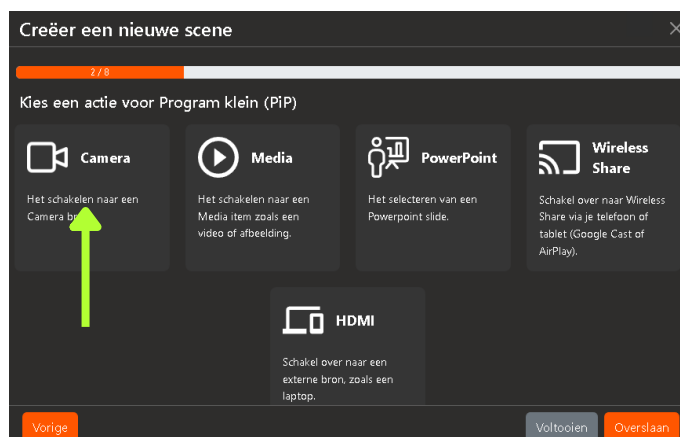 Creëer een nieuwe scene
2/8
Kies een actie voor Program klein (PiP)
Camera
Het schakelen naar een
Camera
Media
Het schakelen naar een
Media item zoals een
video of afbeelding.
PowerPoint
Het selecteren van een
Powerpoint slide.
Wireless
Share
Schakel over naar Wireless
Share via je telefoon of
tablet (Google Cast of
AirPlay).
HDMI
Schakel over naar een
externe bron, zoals een
laptop.
Vorige
Voltooien
Overslaan